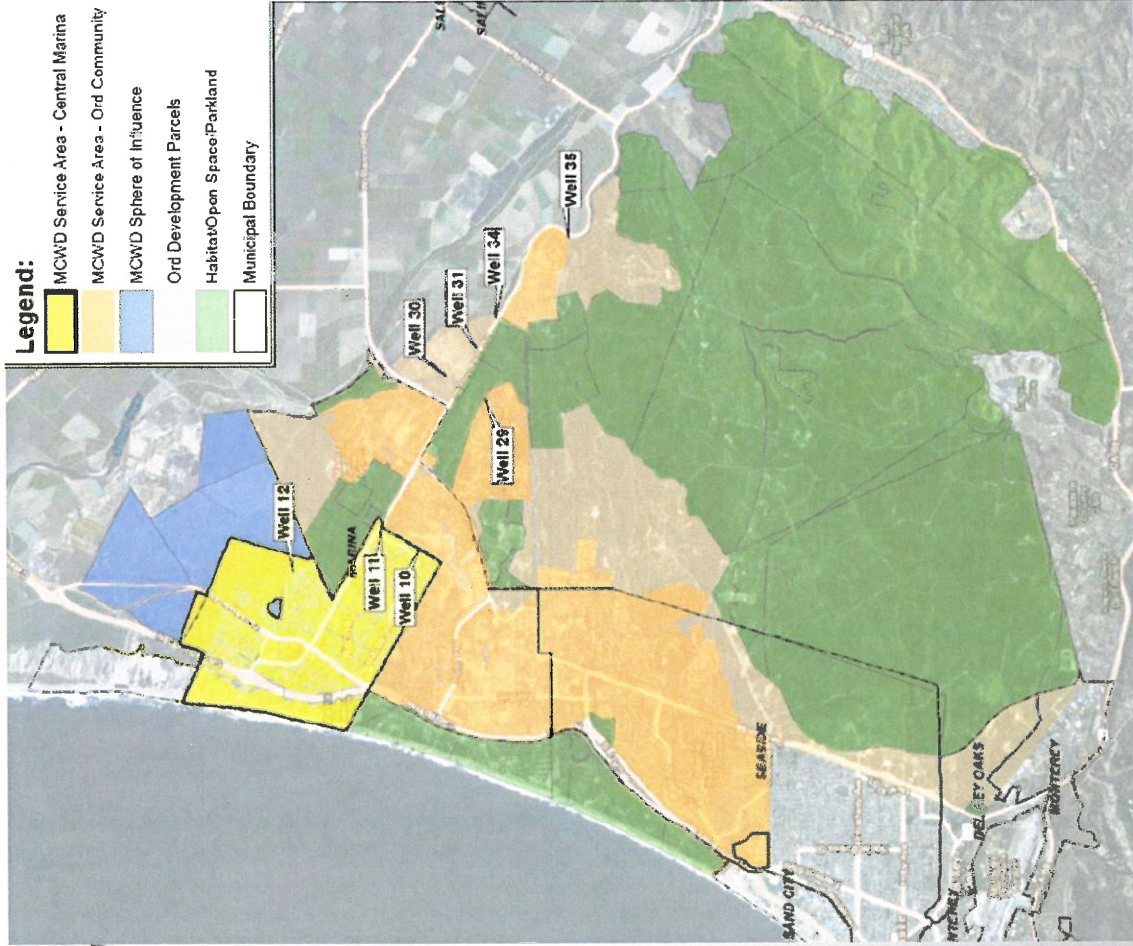 Legend:
MCWD Service Area - Central Marina
MCWD Service Area - Ord Community
MCWD Sphere of Influence
Ord Development Parcels
Habitat/Open Space/Parkland
Municipal Boundary
Well 35
Well 34
Well 31
Well 30
Well 29
Well 12
MARINA
Well 11
Well 10
SEASIDE
SAND CITY
DEL REY OAKS
MONTEREY